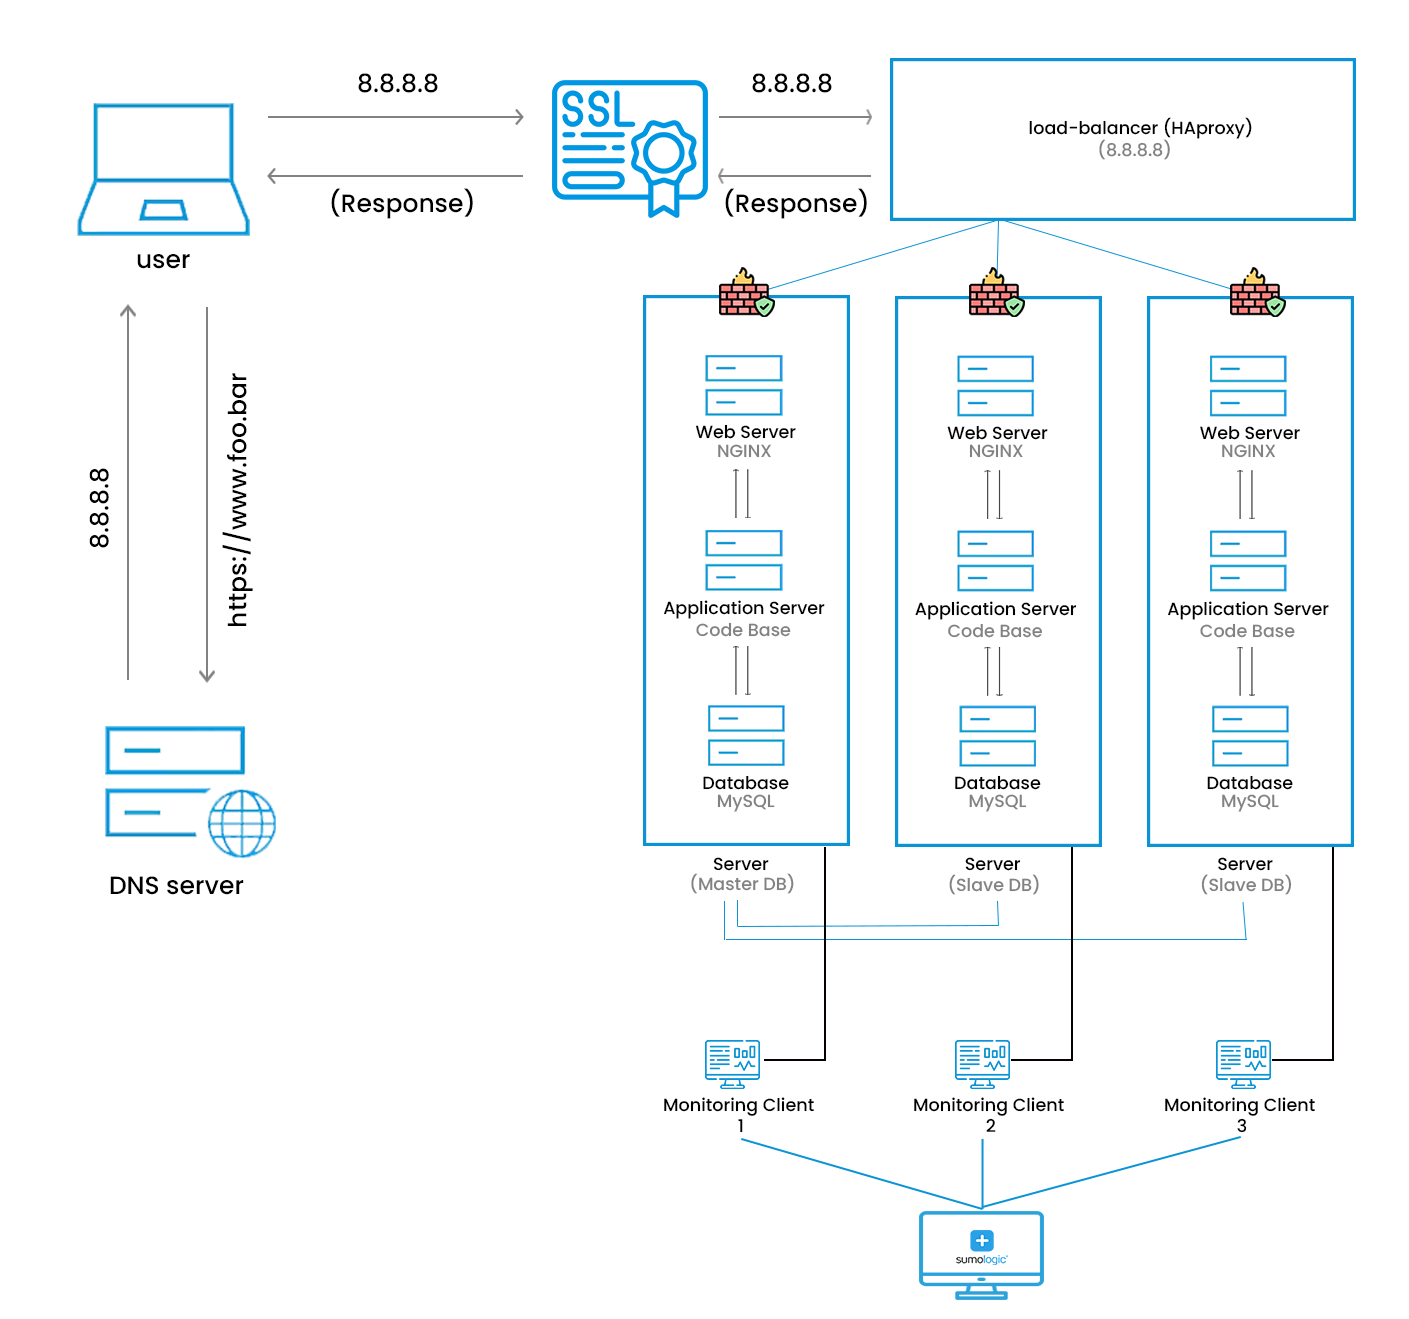 8.8.8.8
8.8.8.8
SSL
load-balancer (HAproxy)
(8.8.8.8)
(Response)
(Response)
user
8.8.8.8
https://www.foo.bar
DNS server
Web Server
NGINX
Application Server
Code Base
Database
MySQL
Server
(Master DB)
Web Server
NGINX
Application Server
Code Base
Database
MySQL
Server
(Slave DB)
Web Server
NGINX
Application Server
Code Base
Database
MySQL
Server
(Slave DB)
Monitoring Client
1
Monitoring Client
2
Monitoring Client
3
sumologic